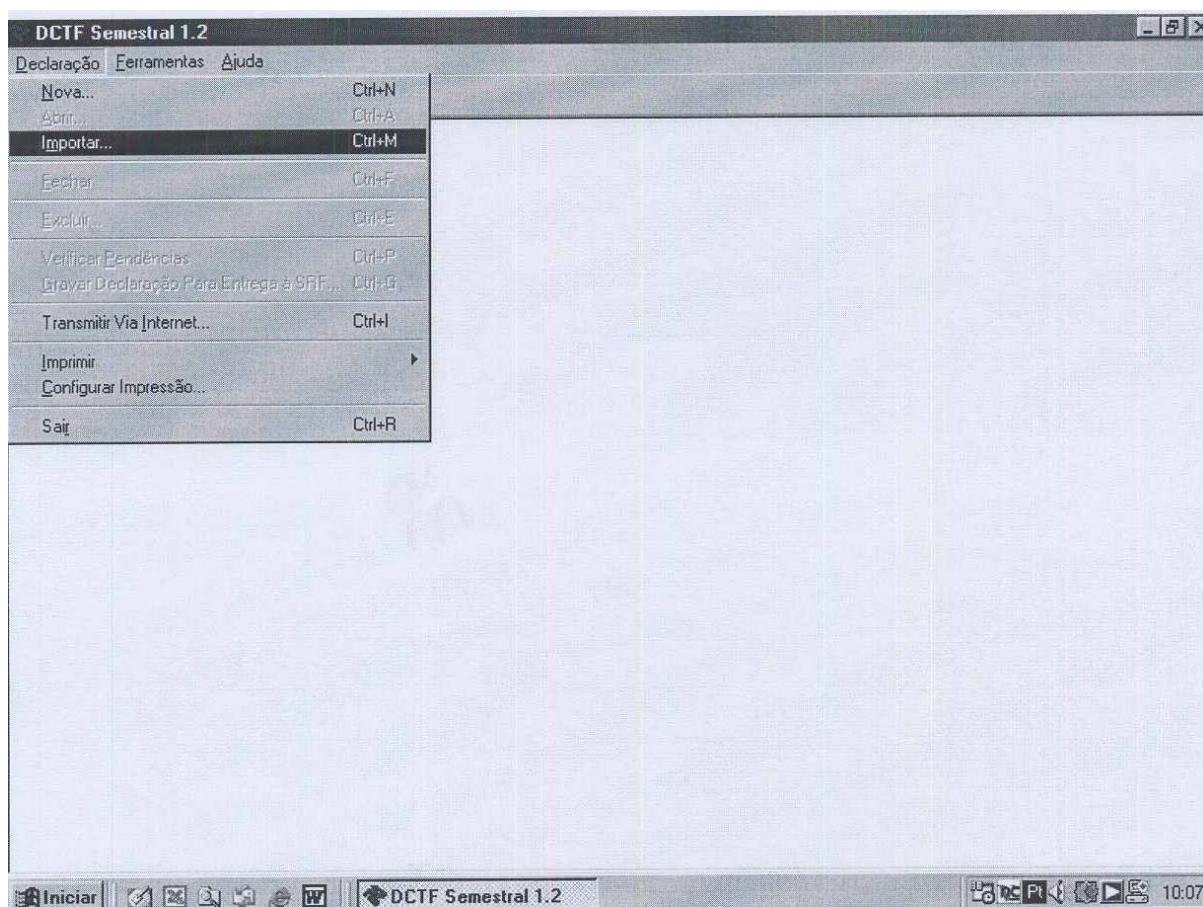 DCTF Semestral 1.2
Declaração Ferramentas Ajuda
Nova... Ctrl+N
Abrir... Ctrl+A
Importar... Ctrl+M
Fechar Ctrl+F
Excluir... Ctrl+E
Verificar Pendências Ctrl+P
Gravar Declaração Para Entrega à SRF... Ctrl+G
Transmitir Via Internet... Ctrl+I
Imprimir
Configurar Impressão...
Sair Ctrl+R
Iniciar DCTF Semestral 1.2 Pt 10:07